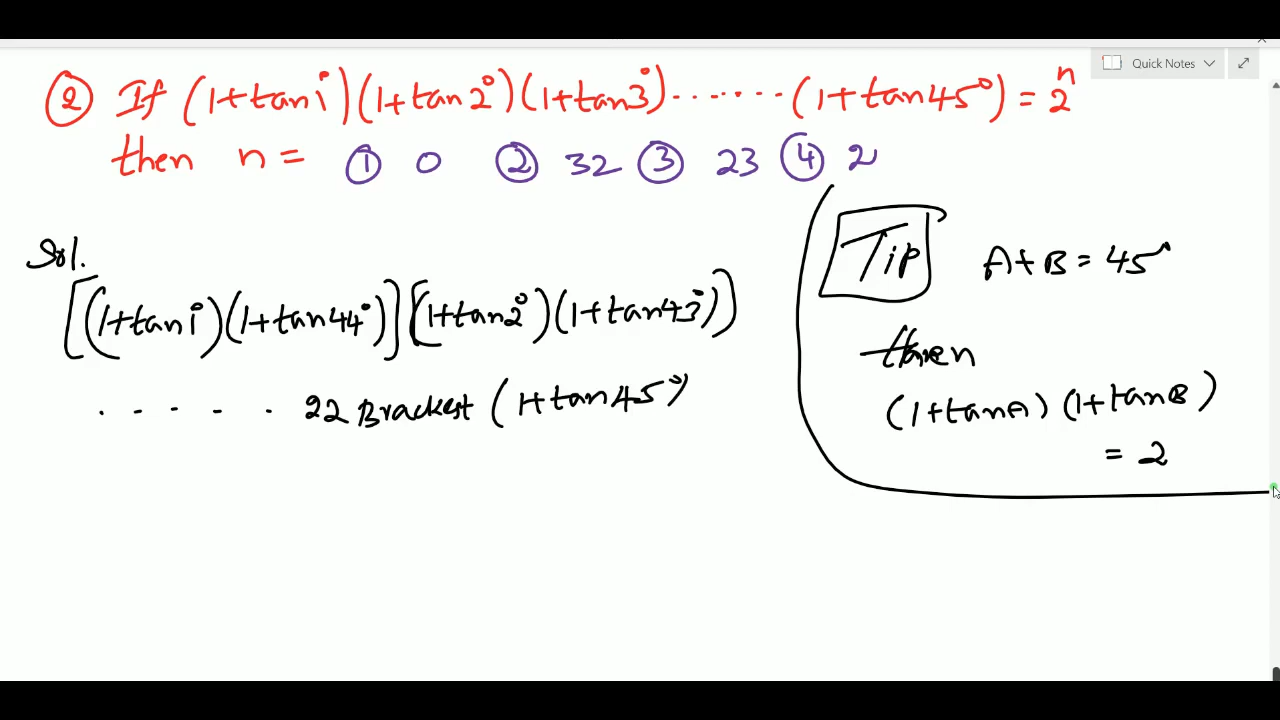 Quick Notes
② If (1+tan1°)(1+tan2°)(1+tan3°).......(1+tan45°) = 2ⁿ
then n = ① 0 ② 32 ③ 23 ④ 2
Sol.
[(1+tan1°)(1+tan44°)][(1+tan2°)(1+tan43°)]
..... 22 Bracket (1+tan45°)
Tip A+B = 45°
then
(1+tanA)(1+tanB)
= 2